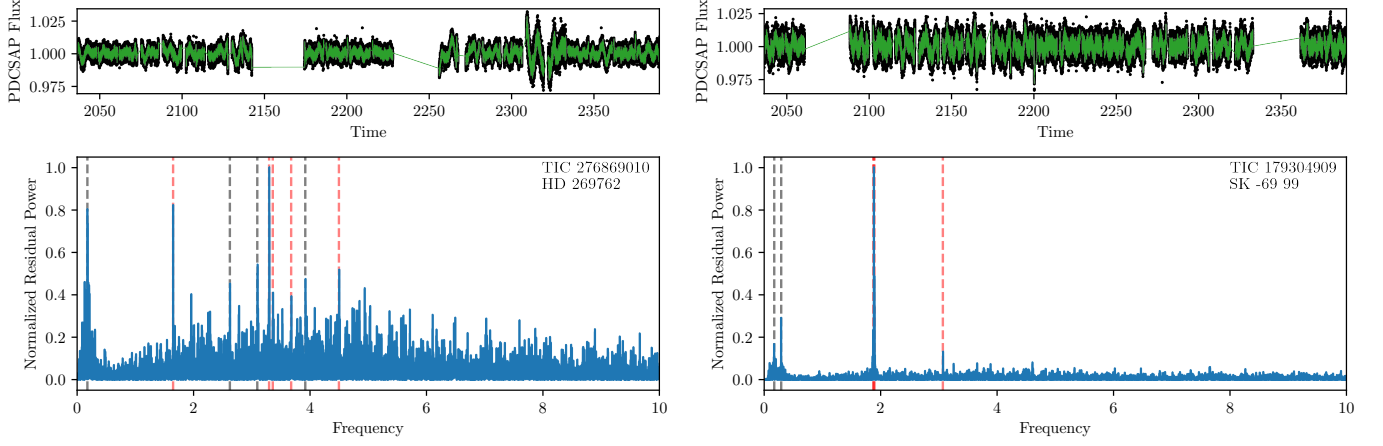 PDCSAP Flux
1.025
1.000
0.975
2050 2100 2150 2200 2250 2300 2350
Time
PDCSAP Flux
1.025
1.000
0.975
2050 2100 2150 2200 2250 2300 2350
Time
Normalized Residual Power
1.0
0.8
0.6
0.4
0.2
0.0
TIC 276869010
HD 269762
0 2 4 6 8 10
Frequency
Normalized Residual Power
1.0
0.8
0.6
0.4
0.2
0.0
TIC 179304909
SK -69 99
0 2 4 6 8 10
Frequency